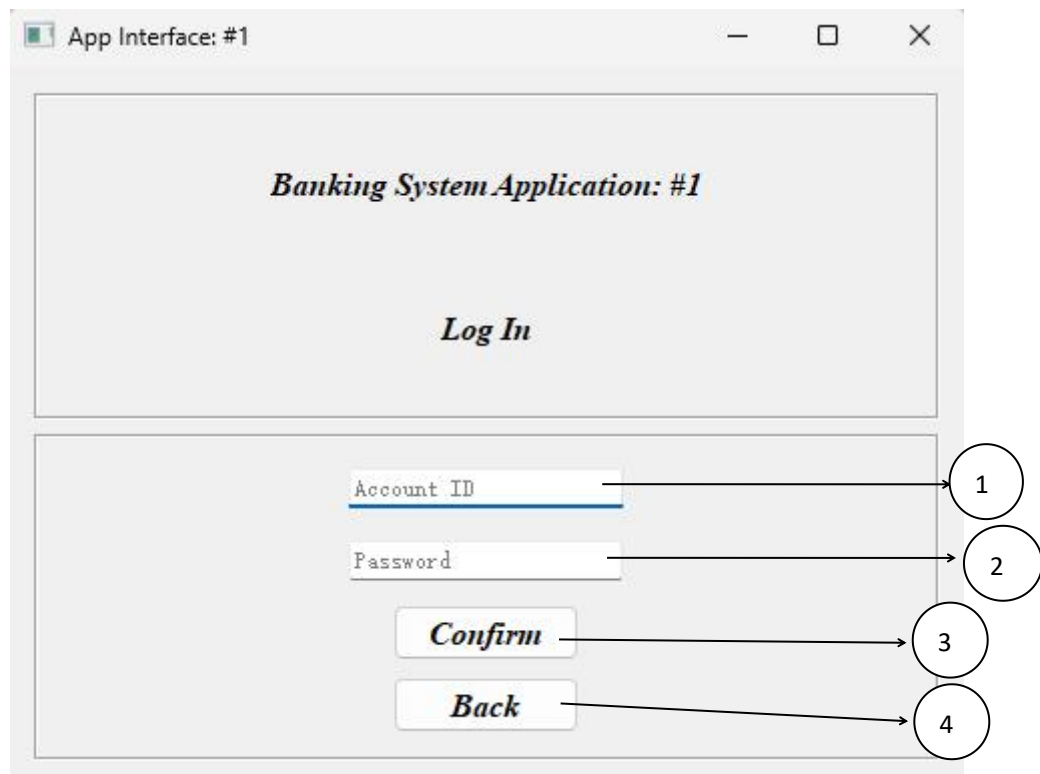 App Interface: #1
Banking System Application: #1
Log In
Account ID
1
Password
2
Confirm
3
Back
4